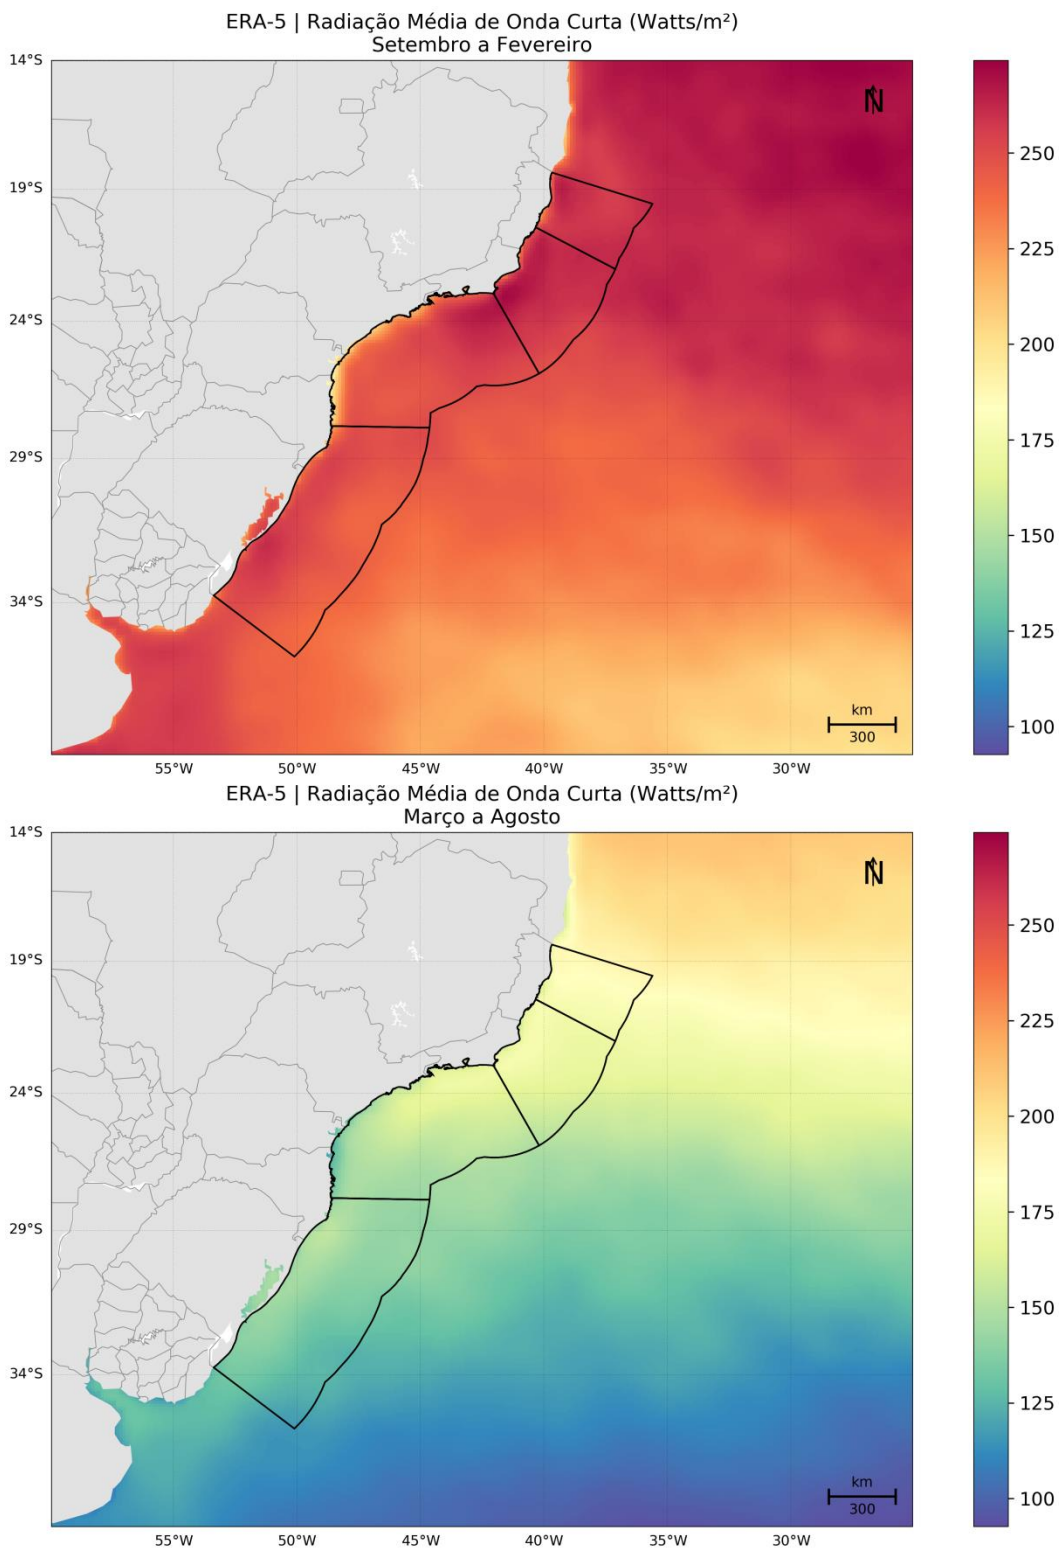 ERA-5 | Radiação Média de Onda Curta (Watts/m²)
Setembro a Fevereiro
14°S
19°S
24°S
29°S
34°S
N
km
300
55°W
50°W
45°W
40°W
35°W
30°W
250
225
200
175
150
125
100
ERA-5 | Radiação Média de Onda Curta (Watts/m²)
Março a Agosto
14°S
19°S
24°S
29°S
34°S
N
km
300
55°W
50°W
45°W
40°W
35°W
30°W
250
225
200
175
150
125
100